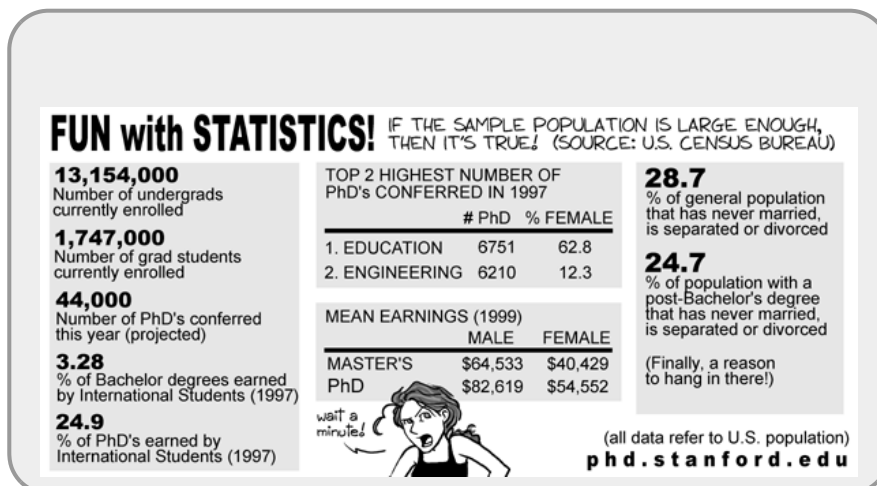 FUN with STATISTICS!
IF THE SAMPLE POPULATION IS LARGE ENOUGH,
THEN IT'S TRUE! (SOURCE: U.S. CENSUS BUREAU)
13,154,000
Number of undergrads
currently enrolled
1,747,000
Number of grad students
currently enrolled
44,000
Number of PhD's conferred
this year (projected)
3.28
% of Bachelor degrees earned
by International Students (1997)
24.9
% of PhD's earned by
International Students (1997)
TOP 2 HIGHEST NUMBER OF
PhD's CONFERRED IN 1997
# PhD % FEMALE
1. EDUCATION 6751 62.8
2. ENGINEERING 6210 12.3
MEAN EARNINGS (1999)
MALE FEMALE
MASTER'S $64,533 $40,429
PhD $82,619 $54,552
wait a
minute!
28.7
% of general population
that has never married,
is separated or divorced
24.7
% of population with a
post-Bachelor's degree
that has never married,
is separated or divorced
(Finally, a reason
to hang in there!)
(all data refer to U.S. population)
phd.stanford.edu